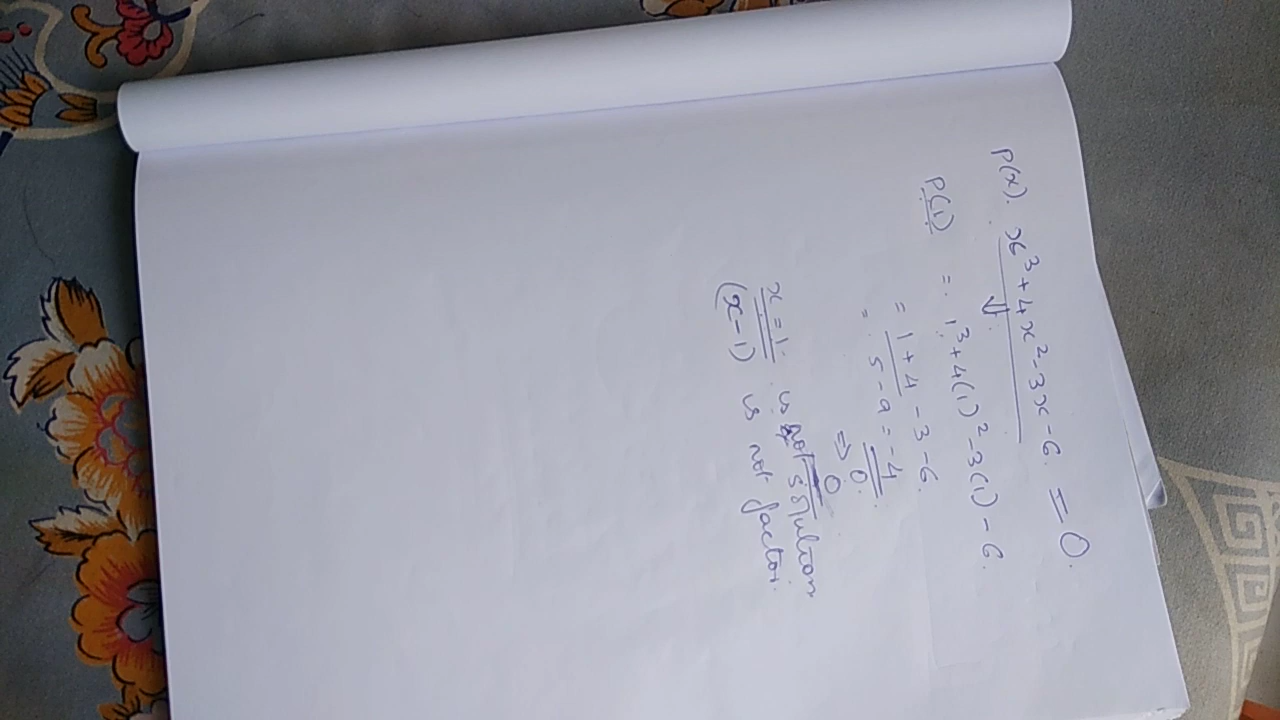 P(x). x³ + 4x² - 3x - 6. = 0.
P(1) = 1³ + 4(1)² - 3(1) - 6.
= 1 + 4 - 3 - 6.
= 5 - 9 = -4
0.
⇒ 0
x = 1. is not solution
(x - 1) is not factor.